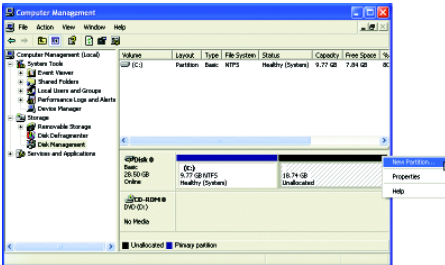 Computer Management
File Action View Window Help
Computer Management (Local)
System Tools
Event Viewer
Shared Folders
Local Users and Groups
Performance Logs and Alerts
Device Manager
Storage
Removable Storage
Disk Defragmenter
Disk Management
Services and Applications
Volume Layout Type File System Status Capacity Free Space %
(C:) Partition Basic NTFS Healthy (System) 9.77 GB 7.84 GB 80
Disk 0
Basic
28.50 GB
Online
(C:)
9.77 GB NTFS
Healthy (System)
18.74 GB
Unallocated
New Partition...
Properties
Help
CD-ROM 0
DVD (D:)
No Media
Unallocated Primary partition